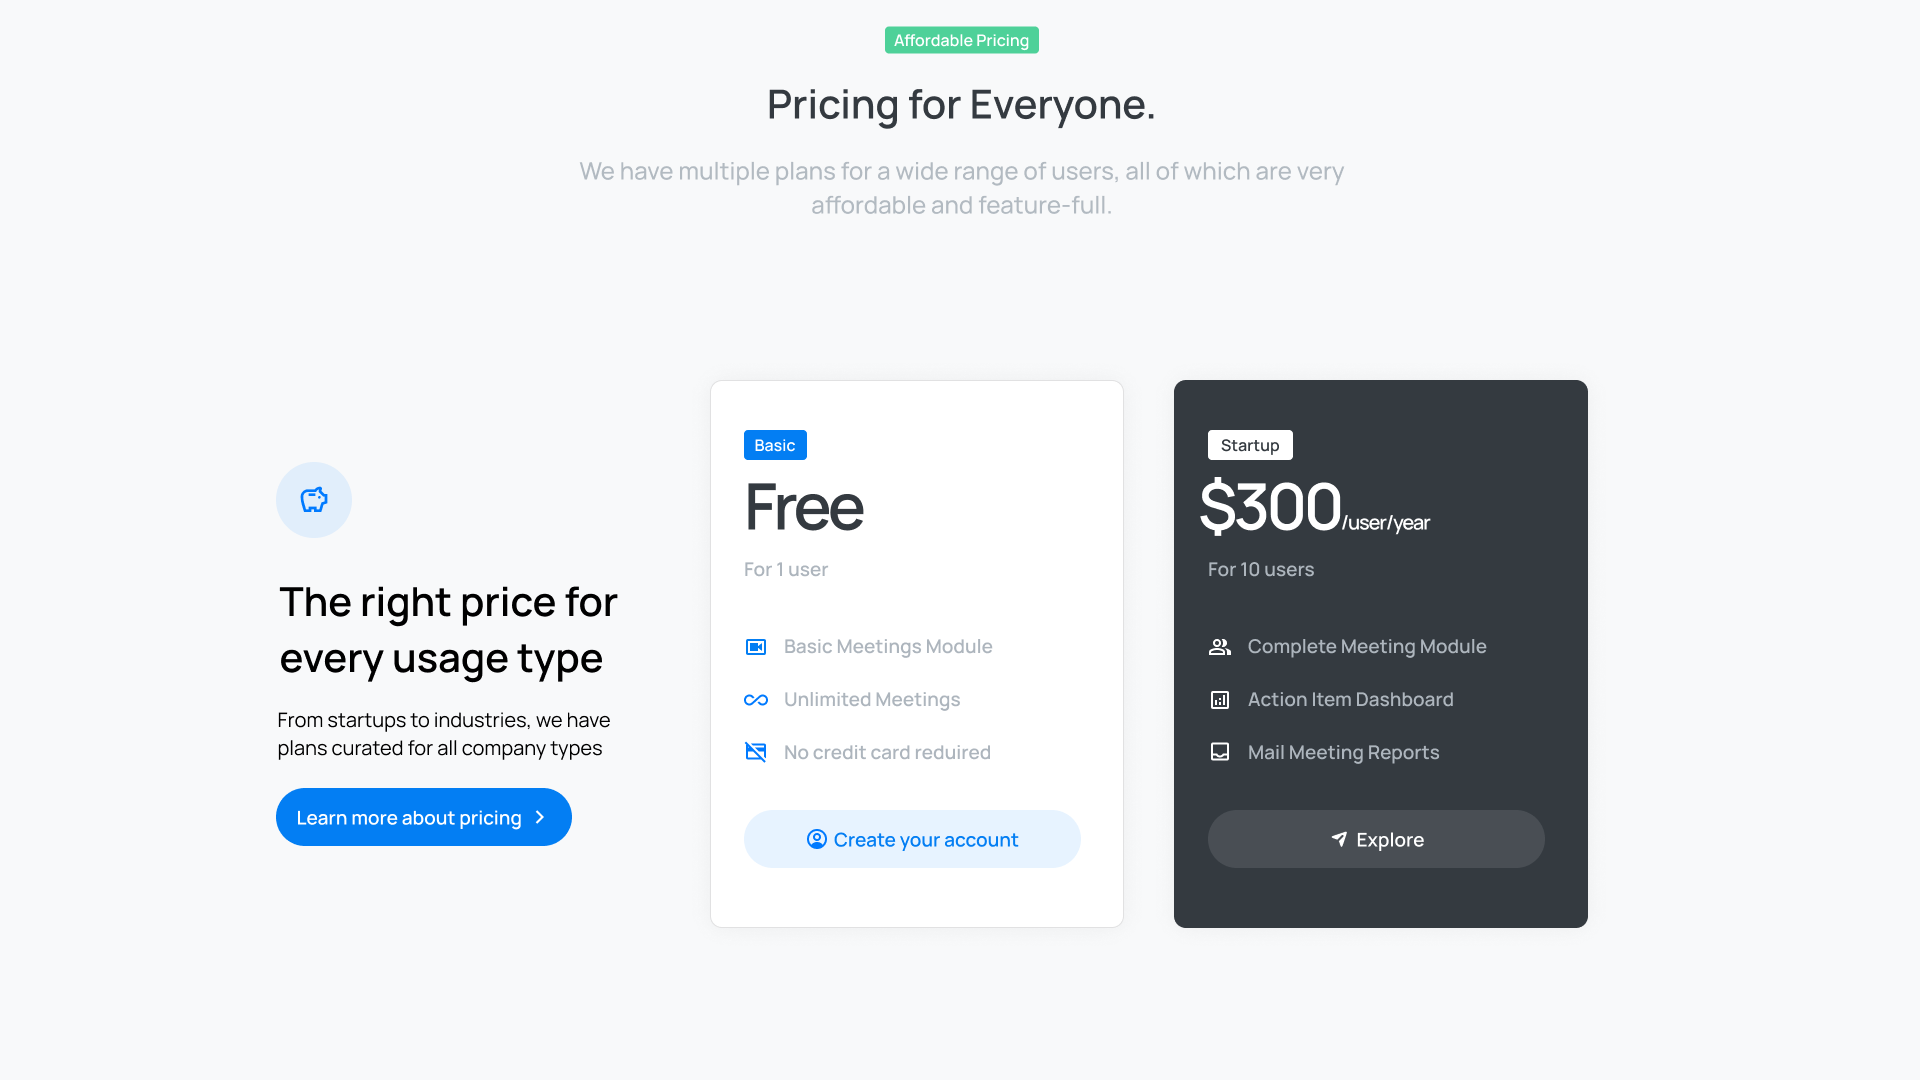 Affordable Pricing
Pricing for Everyone.
We have multiple plans for a wide range of users, all of which are very
affordable and feature-full.
The right price for
every usage type
From startups to industries, we have
plans curated for all company types
Learn more about pricing
Basic
Free
For 1 user
Basic Meetings Module
Unlimited Meetings
No credit card reduired
Create your account
Startup
$300/user/year
For 10 users
Complete Meeting Module
Action Item Dashboard
Mail Meeting Reports
Explore